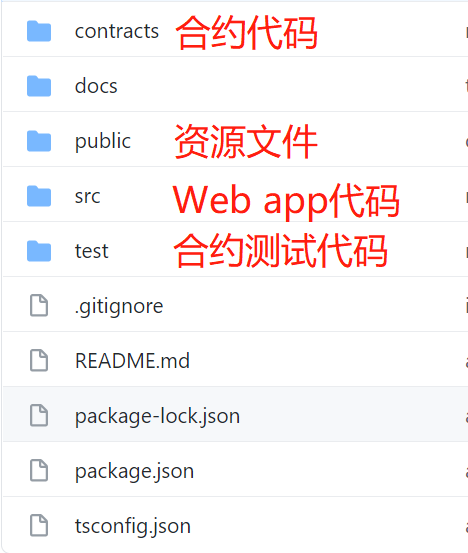 contracts 合约代码
docs
public 资源文件
src Web app代码
test 合约测试代码
.gitignore
README.md
package-lock.json
package.json
tsconfig.json